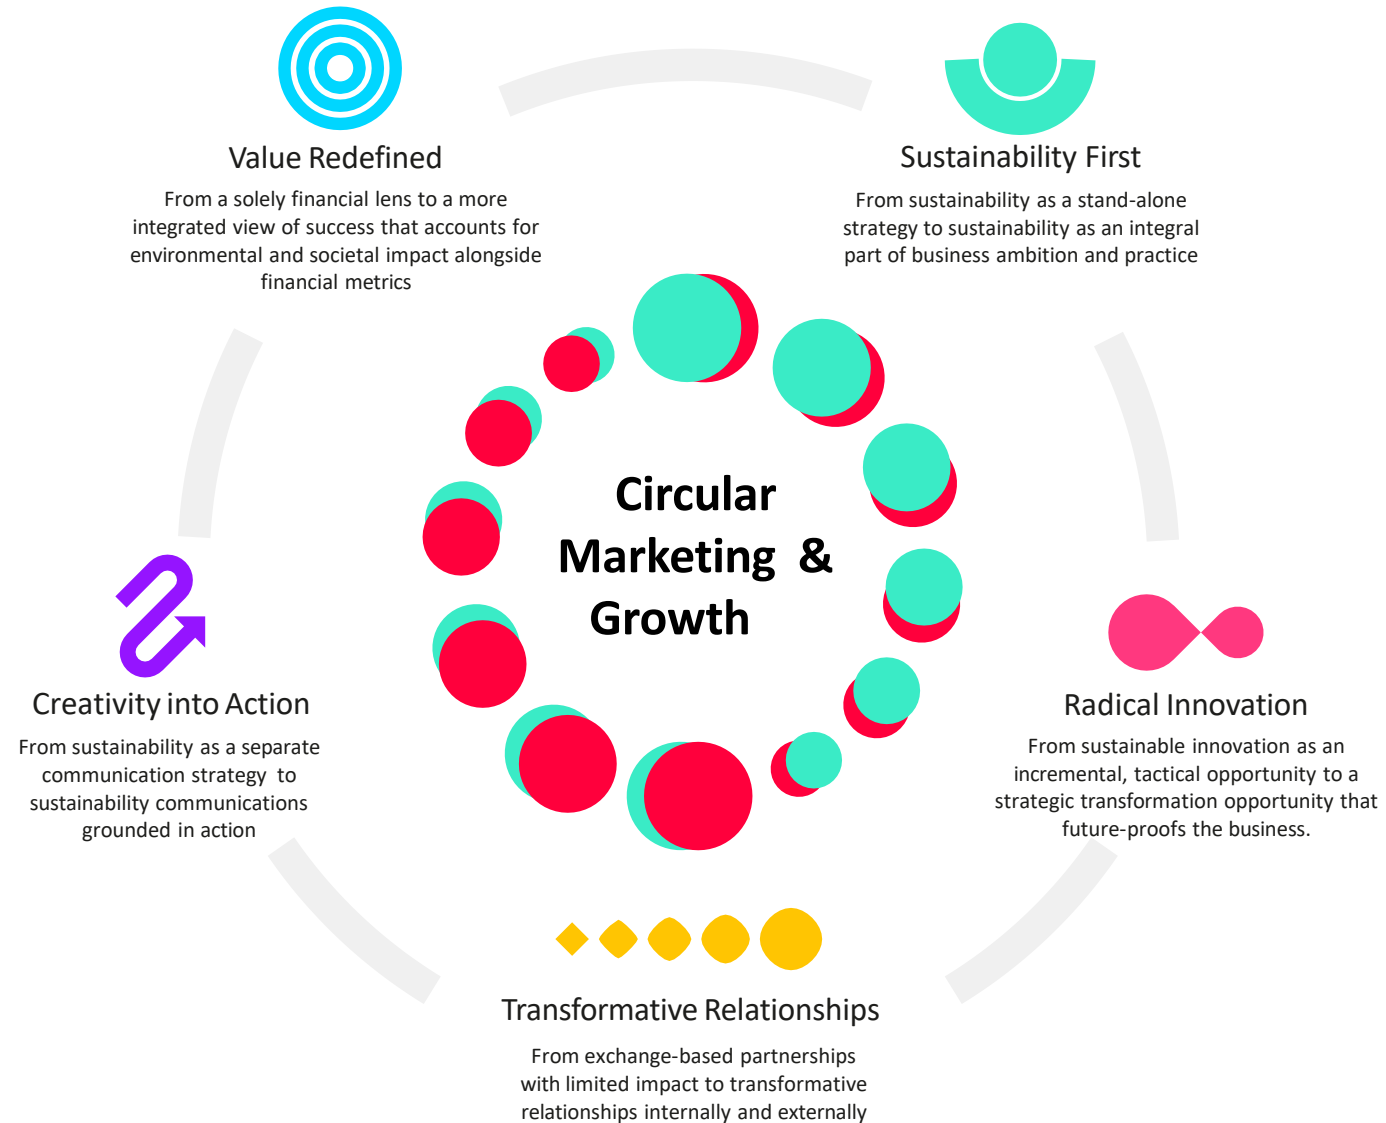 Value Redefined
From a solely financial lens to a more
integrated view of success that accounts for
environmental and societal impact alongside
financial metrics
Sustainability First
From sustainability as a stand-alone
strategy to sustainability as an integral
part of business ambition and practice
Circular
Marketing &
Growth
Creativity into Action
From sustainability as a separate
communication strategy to
sustainability communications
grounded in action
Radical Innovation
From sustainable innovation as an
incremental, tactical opportunity to a
strategic transformation opportunity that
future-proofs the business.
Transformative Relationships
From exchange-based partnerships
with limited impact to transformative
relationships internally and externally